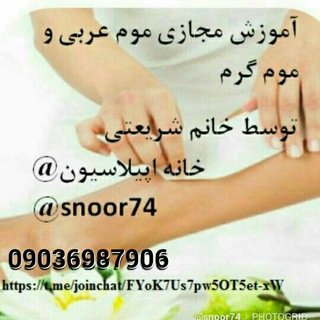 آموزش مجازی موم عربی و
موم گرم
توسط خانم شریعتی
خانه اپیلاسیون@
@snoor74
09036987906
https://t.me/joinchat/FYoK7Us7pw5OT5et-xW
@snoor74 PHOTOGRID